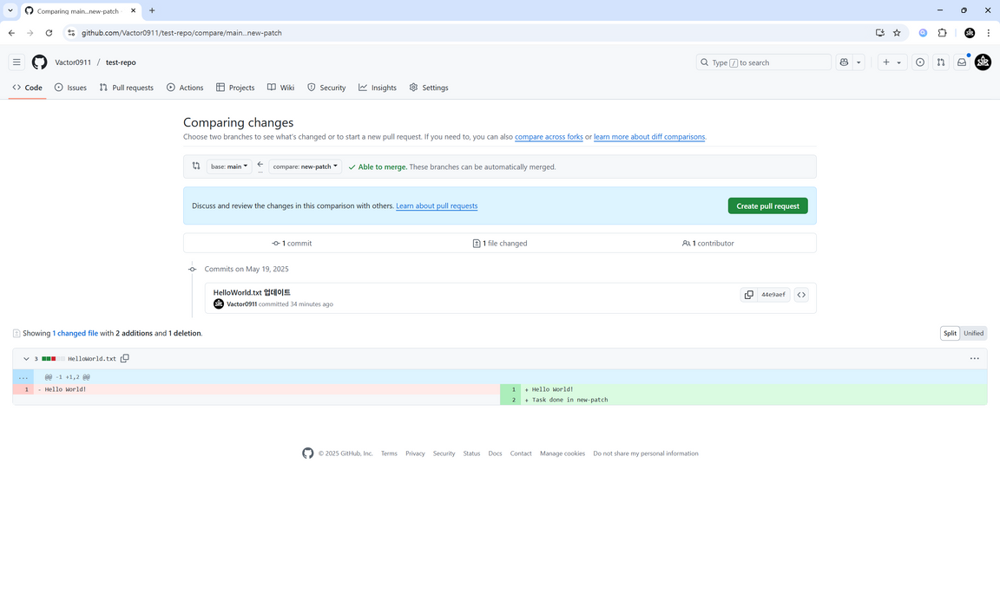 Comparing main...new-patch
github.com/Vactor0911/test-repo/compare/main...new-patch
Vactor0911 / test-repo
Type / to search
Code Issues Pull requests Actions Projects Wiki Security Insights Settings
Comparing changes
Choose two branches to see what's changed or to start a new pull request. If you need to, you can also compare across forks or learn more about diff comparisons.
base: main compare: new-patch Able to merge. These branches can be automatically merged.
Discuss and review the changes in this comparison with others. Learn about pull requests Create pull request
1 commit 1 file changed 1 contributor
Commits on May 19, 2025
HelloWorld.txt 업데이트
Vactor0911 committed 34 minutes ago
44e9aef
Showing 1 changed file with 2 additions and 1 deletion.
Split Unified
3 HelloWorld.txt
... @@ -1 +1,2 @@
1 - Hello World! 1 + Hello World!
2 + Task done in new-patch
© 2025 GitHub, Inc. Terms Privacy Security Status Docs Contact Manage cookies Do not share my personal information